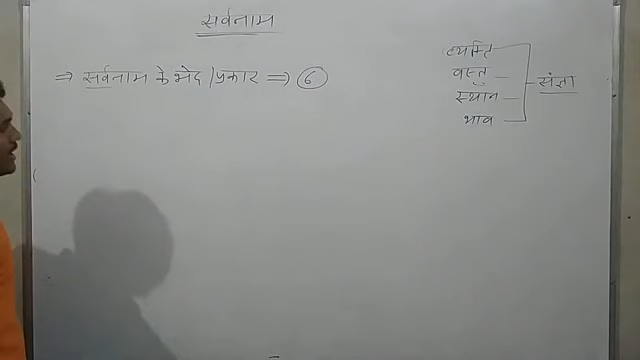 सर्वनाम
⇒ सर्वनाम के भेद / प्रकार ⇒ 6
व्यक्ति
वस्तु
स्थान
भाव
संज्ञा